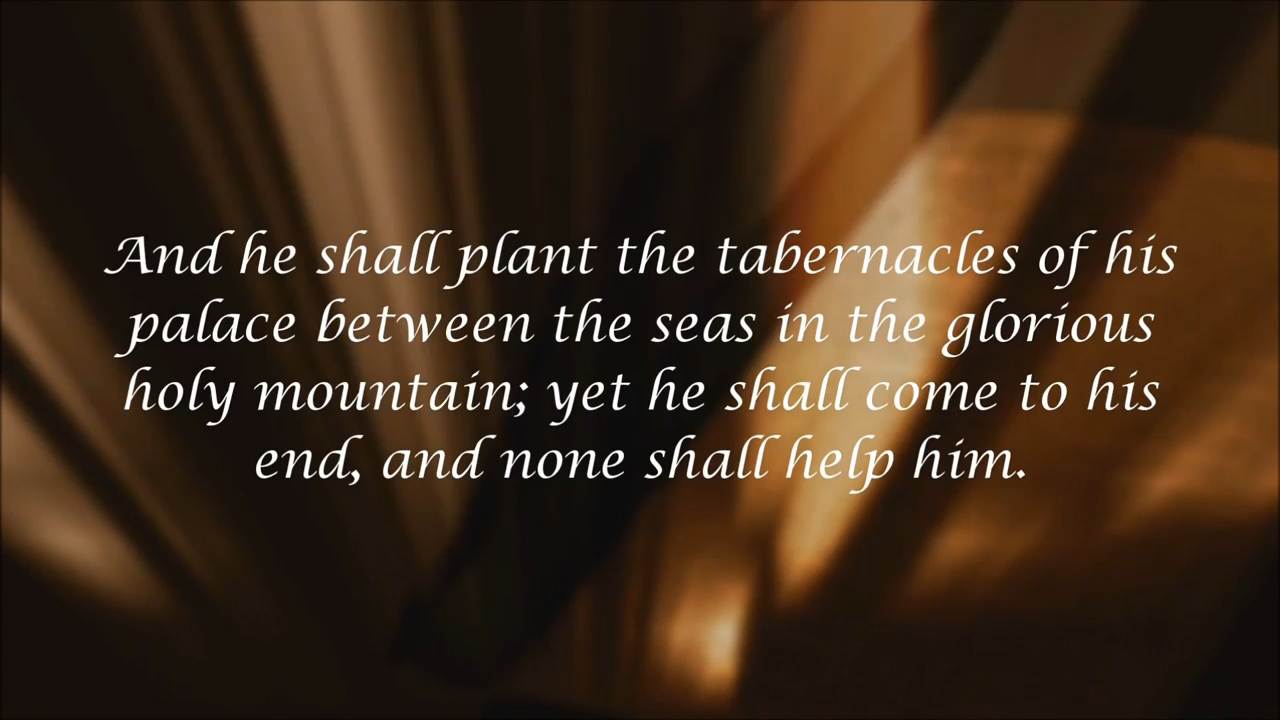 And he shall plant the tabernacles of his
palace between the seas in the glorious
holy mountain; yet he shall come to his
end, and none shall help him.